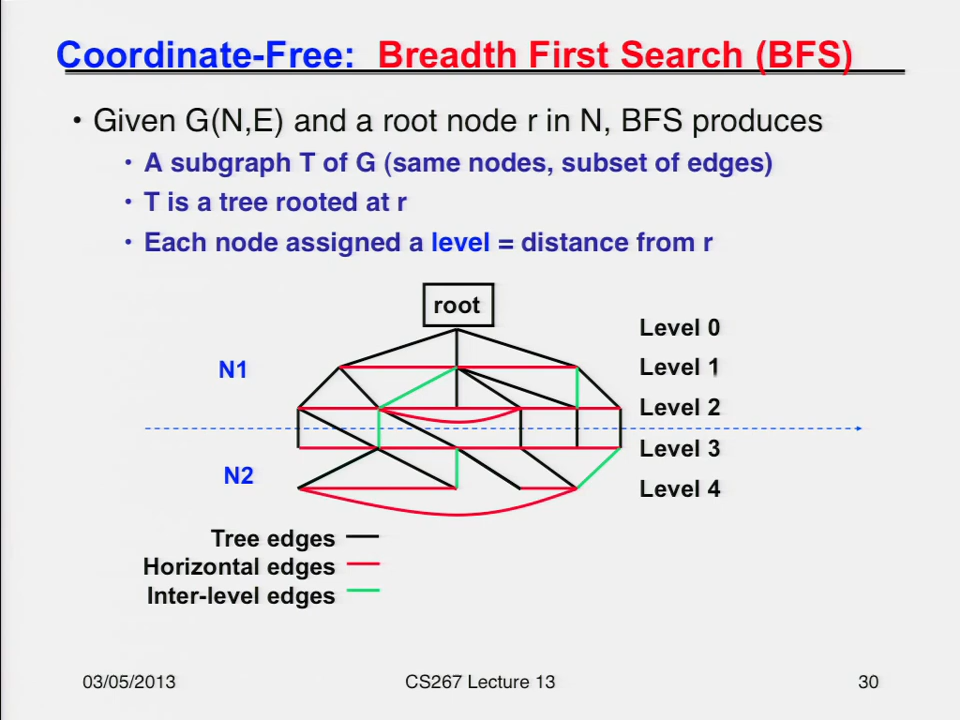 Coordinate-Free: Breadth First Search (BFS)
• Given G(N,E) and a root node r in N, BFS produces
• A subgraph T of G (same nodes, subset of edges)
• T is a tree rooted at r
• Each node assigned a level = distance from r
root
Level 0
N1
Level 1
Level 2
Level 3
N2
Level 4
Tree edges
Horizontal edges
Inter-level edges
03/05/2013
CS267 Lecture 13
30